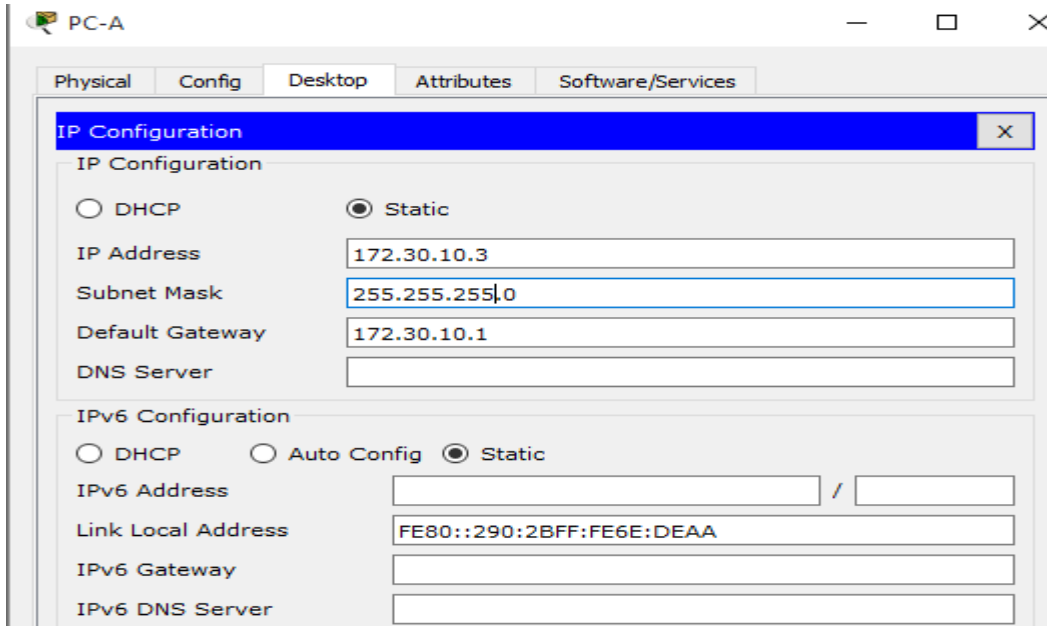 PC-A
Physical Config Desktop Attributes Software/Services
IP Configuration X
IP Configuration
DHCP Static
IP Address 172.30.10.3
Subnet Mask 255.255.255.0
Default Gateway 172.30.10.1
DNS Server
IPv6 Configuration
DHCP Auto Config Static
IPv6 Address /
Link Local Address FE80::290:2BFF:FE6E:DEAA
IPv6 Gateway
IPv6 DNS Server